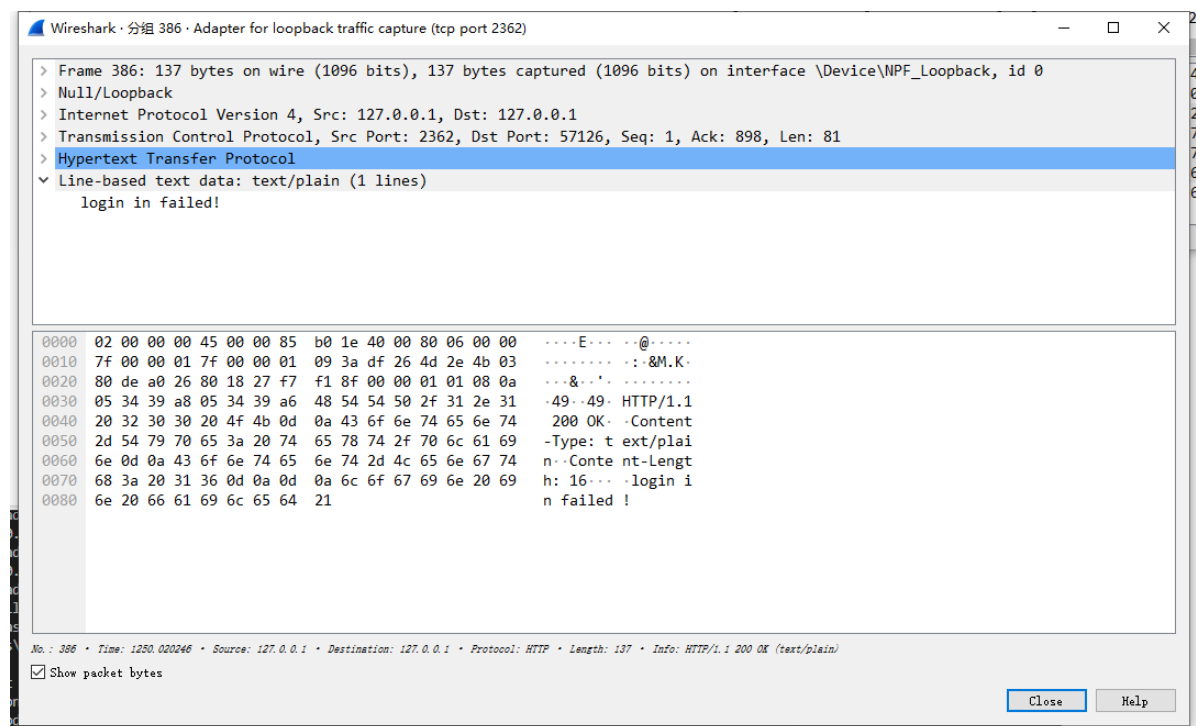 Wireshark · 分组 386 · Adapter for loopback traffic capture (tcp port 2362)
Frame 386: 137 bytes on wire (1096 bits), 137 bytes captured (1096 bits) on interface \Device\NPF_Loopback, id 0
Null/Loopback
Internet Protocol Version 4, Src: 127.0.0.1, Dst: 127.0.0.1
Transmission Control Protocol, Src Port: 2362, Dst Port: 57126, Seq: 1, Ack: 898, Len: 81
Hypertext Transfer Protocol
Line-based text data: text/plain (1 lines)
login in failed!
0000 02 00 00 00 45 00 00 85 b0 1e 40 00 80 06 00 00 ····E··· ··@·····
0010 7f 00 00 01 7f 00 00 01 09 3a df 26 4d 2e 4b 03 ········ ·:·&M.K·
0020 80 de a0 26 80 18 27 f7 f1 8f 00 00 01 01 08 0a ···&··'· ········
0030 05 34 39 a8 05 34 39 a6 48 54 54 50 2f 31 2e 31 ·49··49· HTTP/1.1
0040 20 32 30 30 20 4f 4b 0d 0a 43 6f 6e 74 65 6e 74 200 OK· ·Content
0050 2d 54 79 70 65 3a 20 74 65 78 74 2f 70 6c 61 69 -Type: t ext/plai
0060 6e 0d 0a 43 6f 6e 74 65 6e 74 2d 4c 65 6e 67 74 n··Conte nt-Lengt
0070 68 3a 20 31 36 0d 0a 0d 0a 6c 6f 67 69 6e 20 69 h: 16··· ·login i
0080 6e 20 66 61 69 6c 65 64 21 n failed !
No.: 386 · Time: 1250.020246 · Source: 127.0.0.1 · Destination: 127.0.0.1 · Protocol: HTTP · Length: 137 · Info: HTTP/1.1 200 OK (text/plain)
Show packet bytes
Close
Help